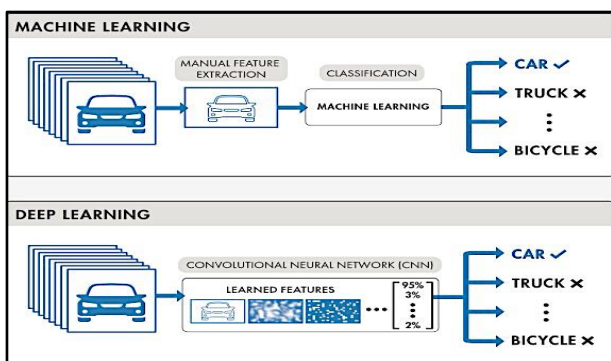 MACHINE LEARNING
MANUAL FEATURE
EXTRACTION
CLASSIFICATION
MACHINE LEARNING
CAR ✓
TRUCK ✕
⋮
BICYCLE ✕
DEEP LEARNING
CONVOLUTIONAL NEURAL NETWORK (CNN)
LEARNED FEATURES
95%
3%
⋮
2%
CAR ✓
TRUCK ✕
⋮
BICYCLE ✕